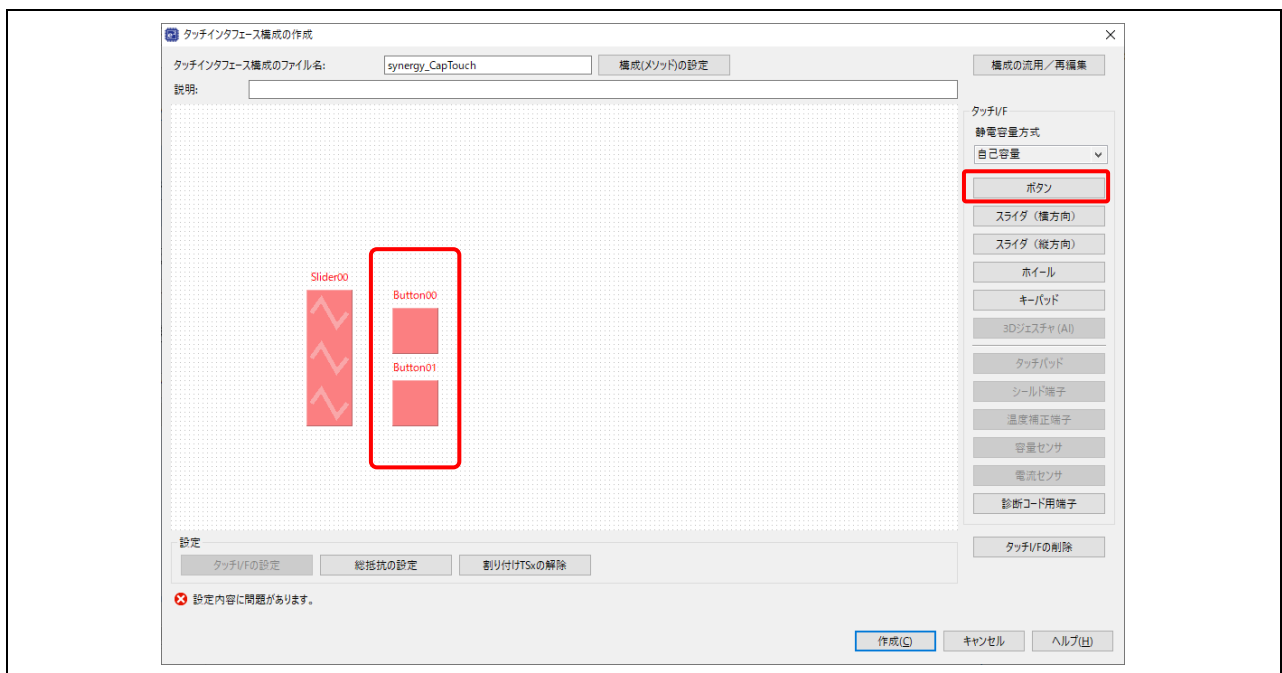 タッチインタフェース構成の作成
タッチインタフェース構成のファイル名: synergy_CapTouch 構成(メソッド)の設定 構成の流用／再編集
説明:
タッチI/F
静電容量方式
自己容量
ボタン
スライダ（横方向）
スライダ（縦方向）
ホイール
キーパッド
3Dジェスチャ (AI)
タッチパッド
シールド端子
温度補正端子
容量センサ
電流センサ
診断コード用端子
タッチI/Fの削除
Slider00
Button00
Button01
設定
タッチI/Fの設定 総抵抗の設定 割り付けTSxの解除
設定内容に問題があります。
作成(C) キャンセル ヘルプ(H)